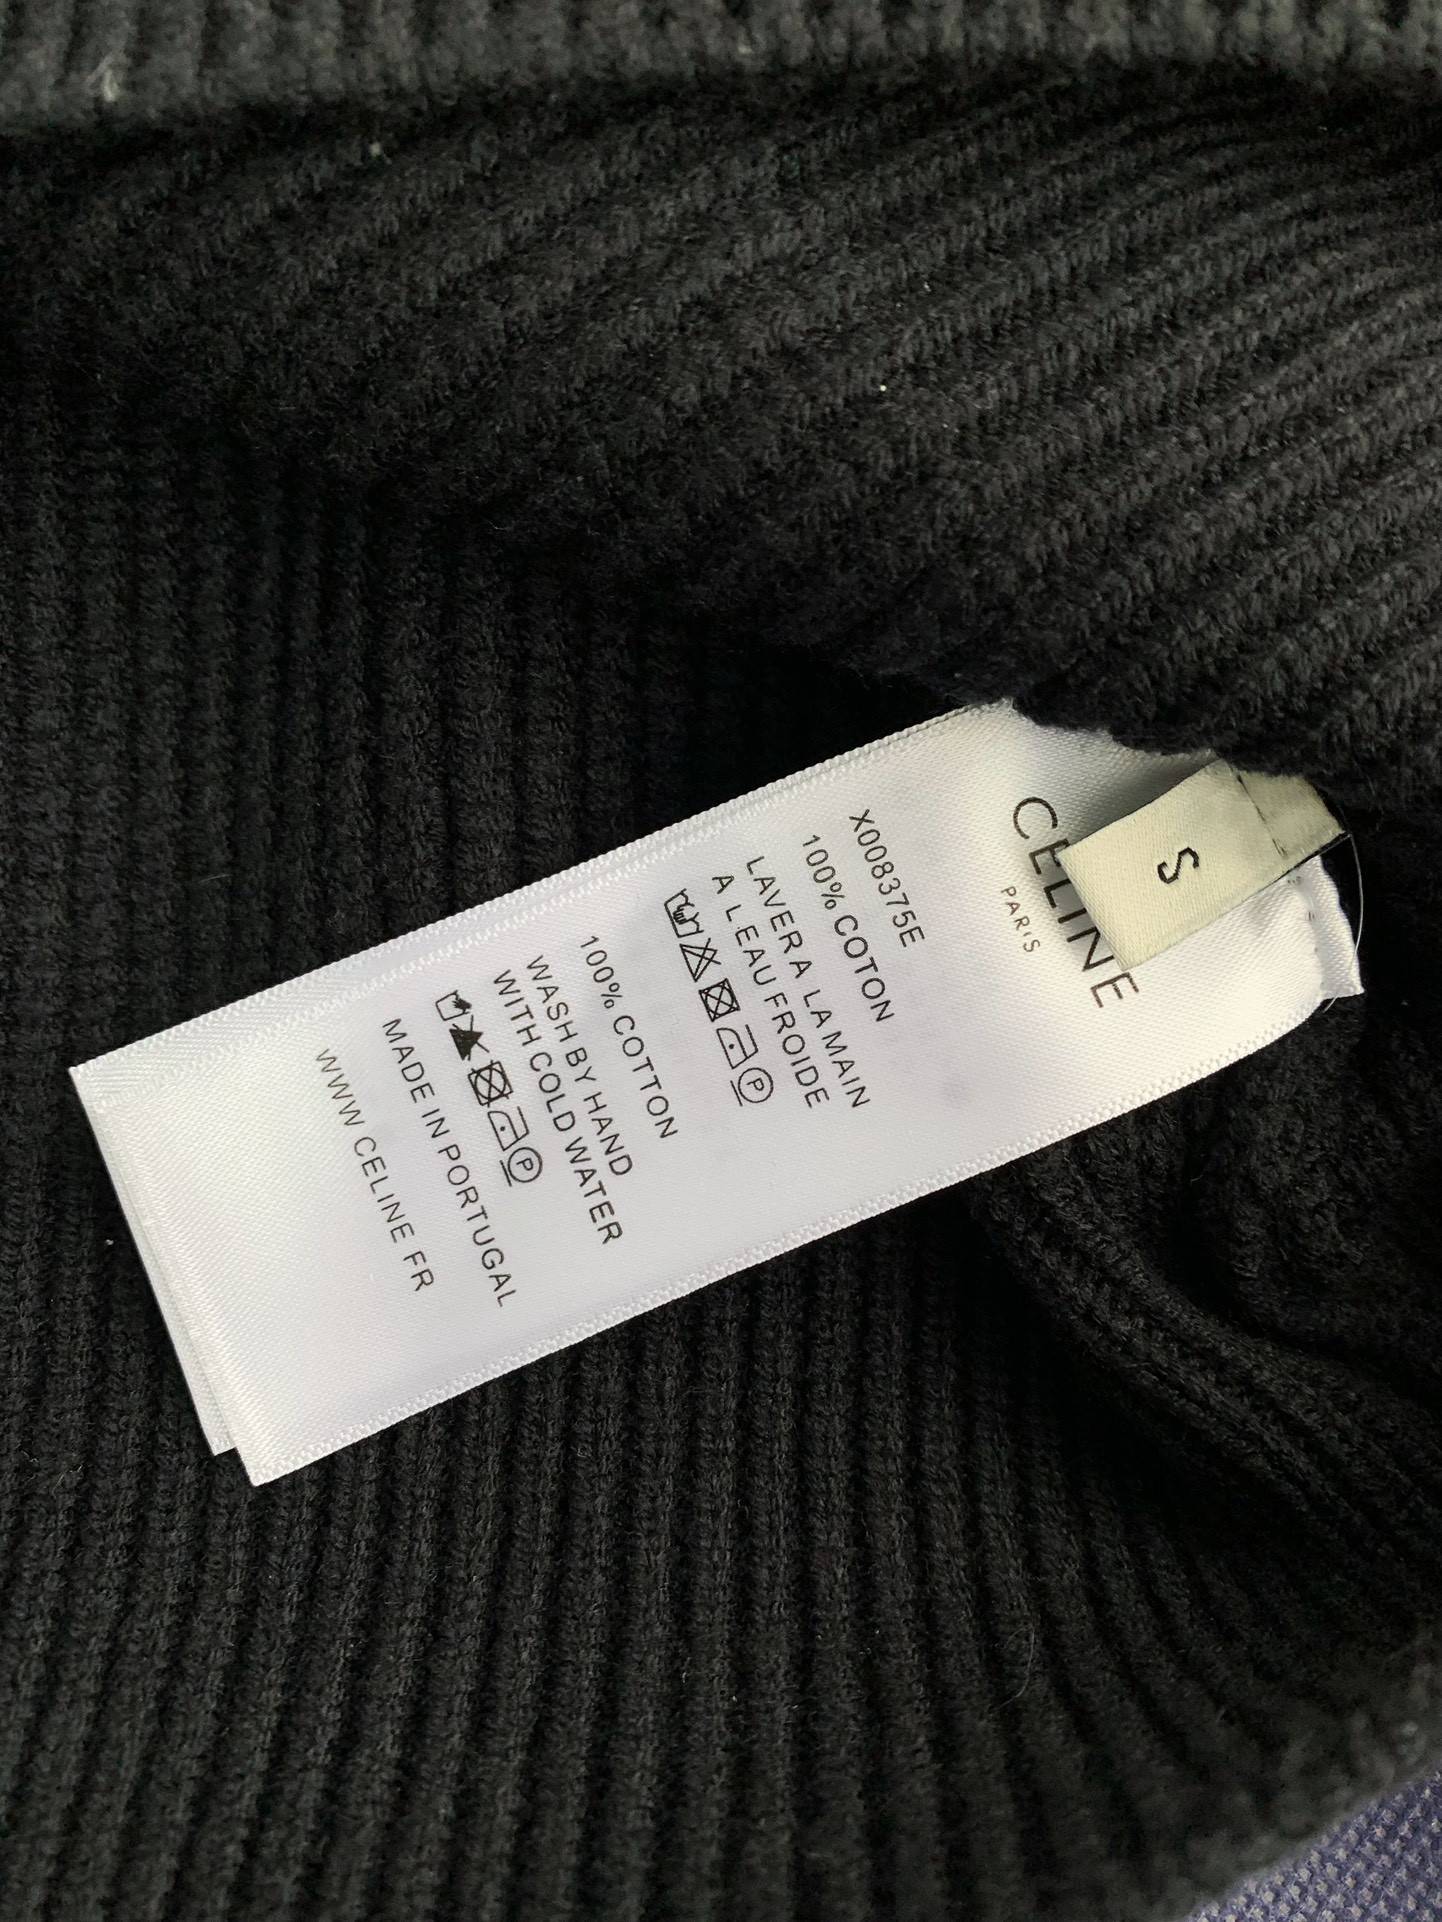 CELINE
PARIS
S
X008375E
100% COTON
LAVER A LA MAIN
A L EAU FROIDE
P
100% COTTON
WASH BY HAND
WITH COLD WATER
P
MADE IN PORTUGAL
WWW CELINE FR